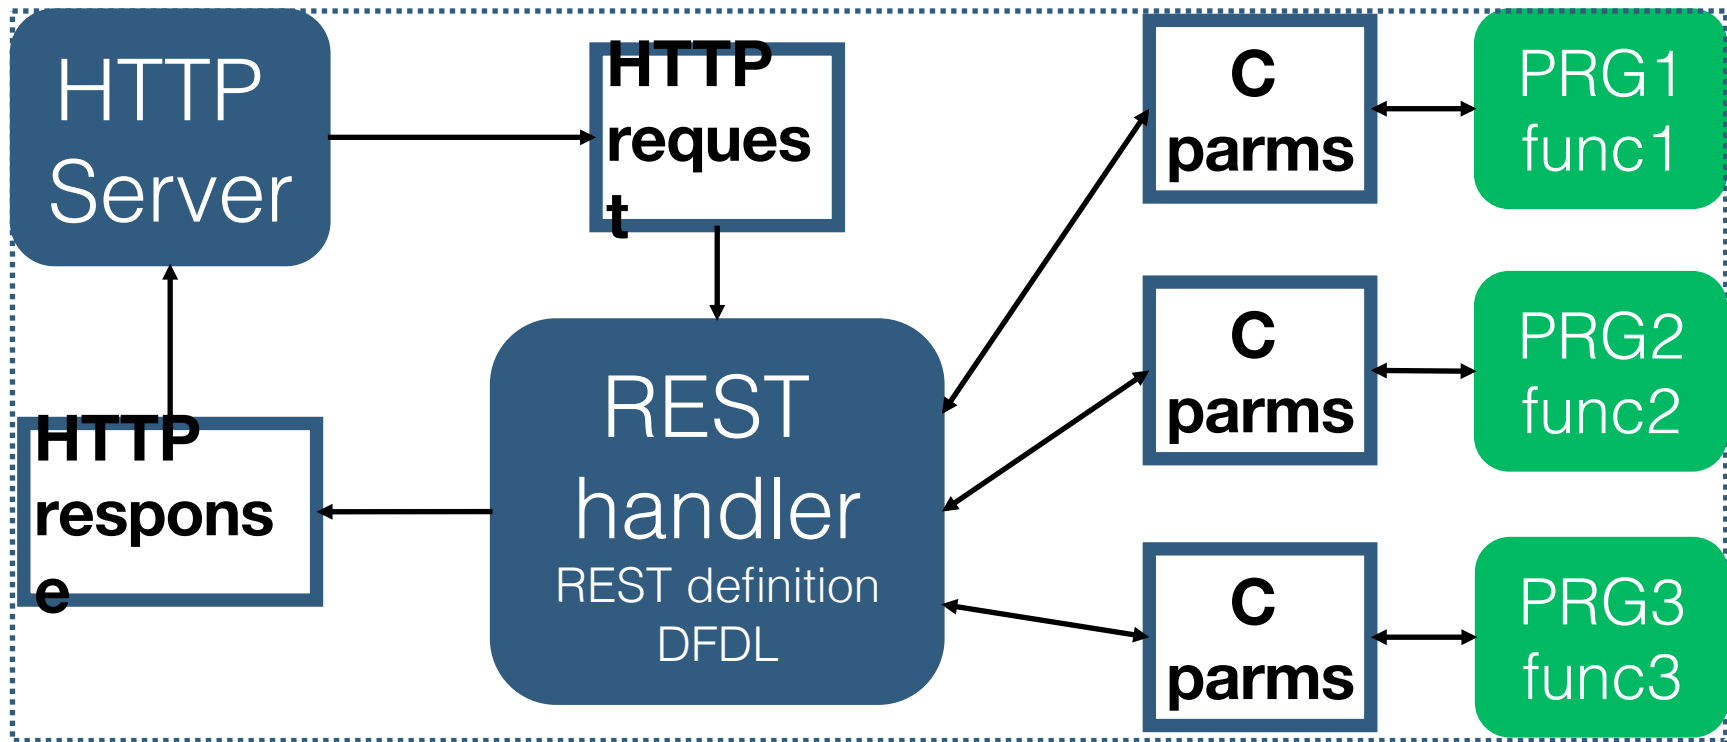 HTTP
Server
HTTP
reques
t
C
parms
PRG1
func1
REST
handler
REST definition
DFDL
C
parms
PRG2
func2
HTTP
respons
e
C
parms
PRG3
func3